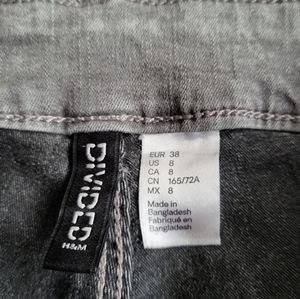 DIVIDED
H&M
EUR 38
US 8
CA 8
CN 165/72A
MX 8
Made in
Bangladesh
Fabriqué en
Bangladesh